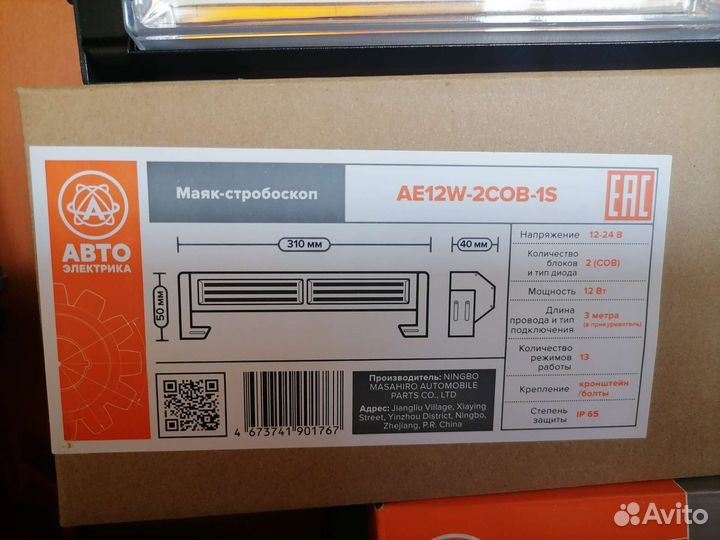 АВТО
ЭЛЕКТРИКА
Маяк-стробоскоп
AE12W-2COB-1S
EAC
310 мм
40 мм
50 мм
Напряжение 12-24 В
Количество
блоков
и тип диода
2 (COB)
Мощность 12 Вт
Длина
провода и тип
подключения
3 метра
(в прикуриватель)
Количество
режимов
работы
13
Крепление
кронштейн
/болты
Степень
защиты
IP 65
Производитель: NINGBO
MASAHIRO AUTOMOBILE
PARTS CO., LTD
Адрес: Jiangliu Village, Xiaying
Street, Yinzhou District, Ningbo,
Zhejiang, P.R. China
4 673741 901767
Avito